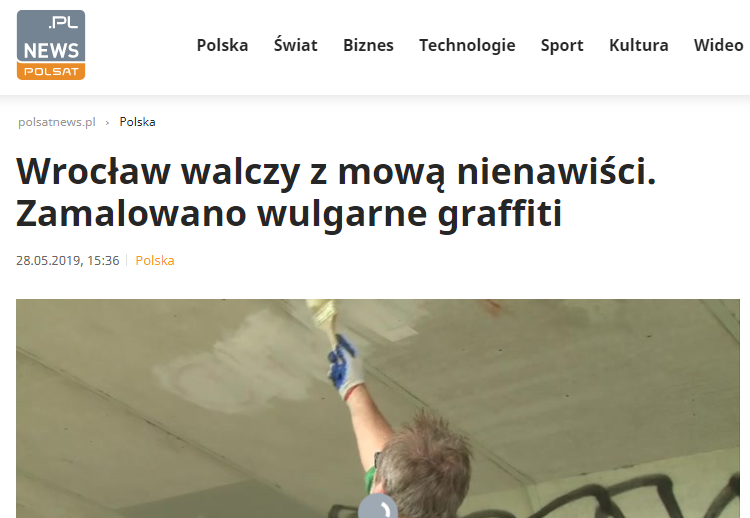 .PL
NEWS
POLSAT
Polska Świat Biznes Technologie Sport Kultura Wideo
polsatnews.pl › Polska
Wrocław walczy z mową nienawiści.
Zamalowano wulgarne graffiti
28.05.2019, 15:36 Polska